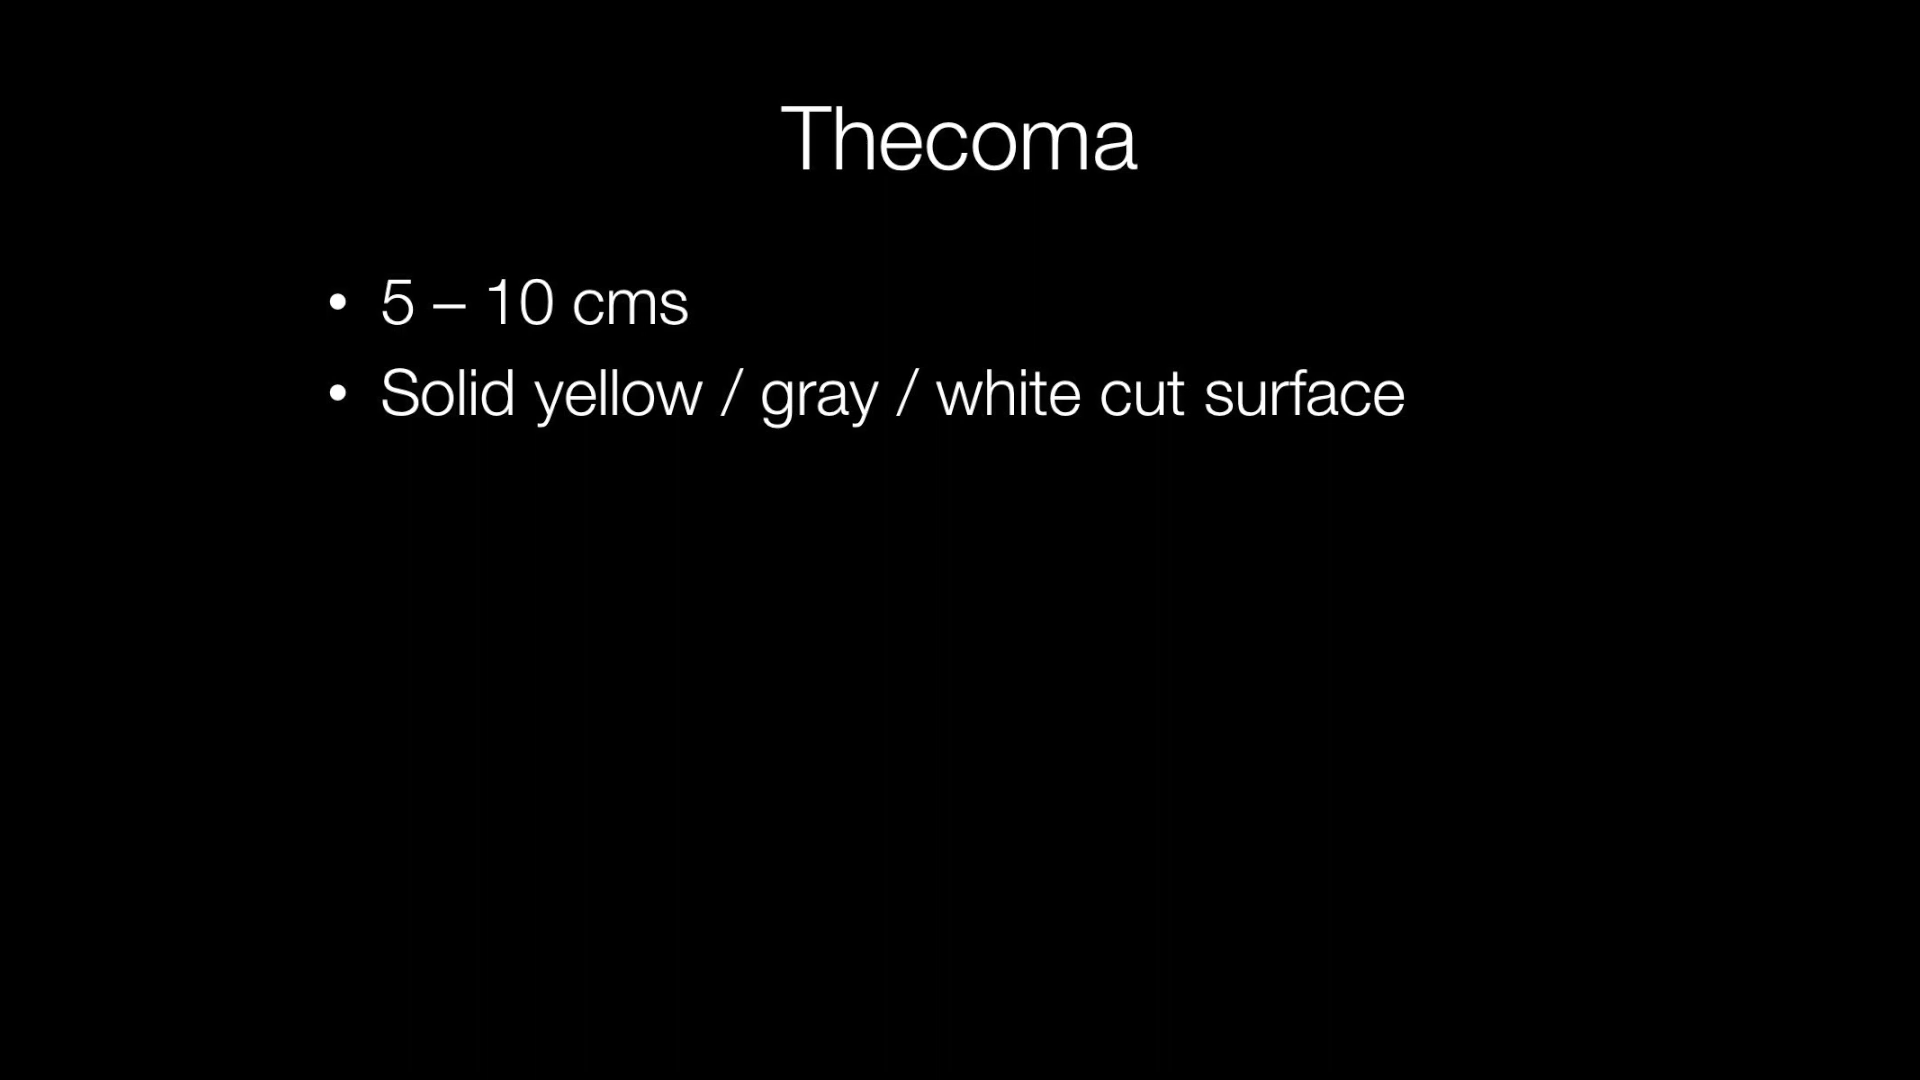 Thecoma
• 5 – 10 cms
• Solid yellow / gray / white cut surface